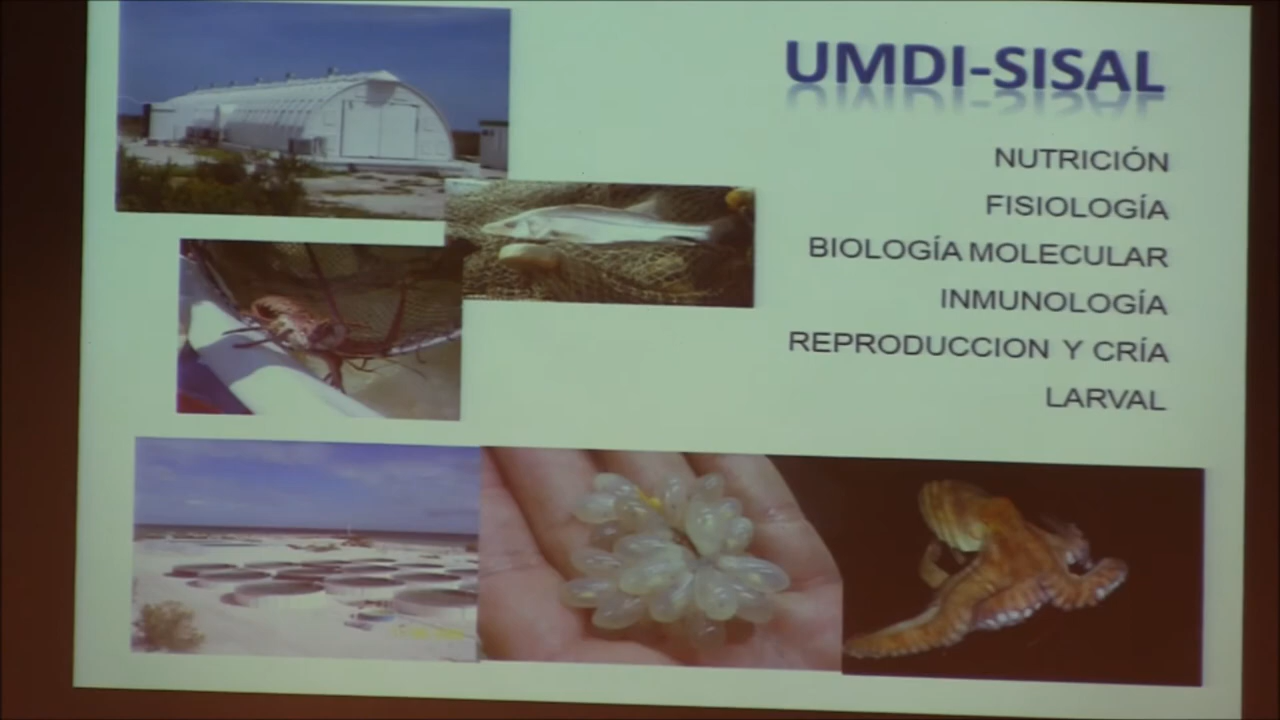 UMDI-SISAL
NUTRICIÓN
FISIOLOGÍA
BIOLOGÍA MOLECULAR
INMUNOLOGÍA
REPRODUCCION Y CRÍA
LARVAL